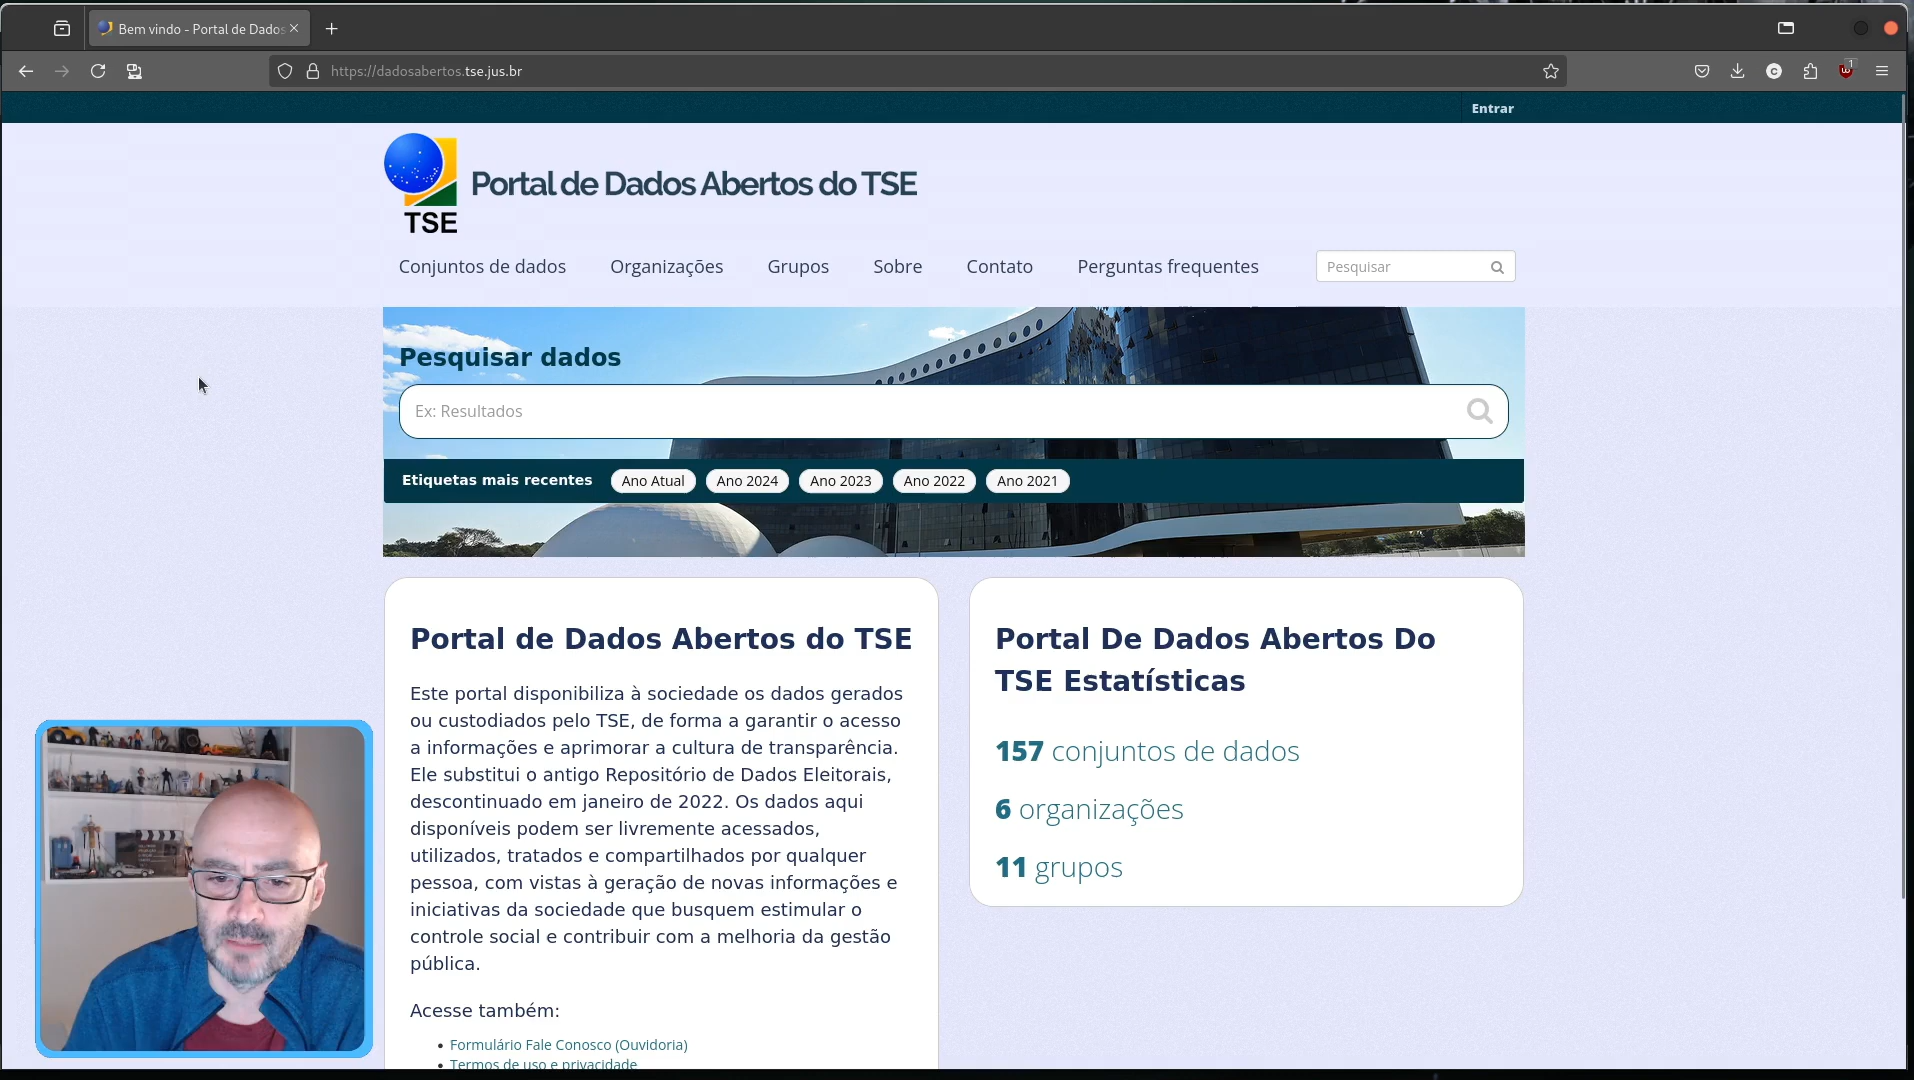 Bem vindo - Portal de Dados
https://dadosabertos.tse.jus.br
1
Entrar
TSE
Portal de Dados Abertos do TSE
Conjuntos de dados Organizações Grupos Sobre Contato Perguntas frequentes Pesquisar
Pesquisar dados
Ex: Resultados
Etiquetas mais recentes Ano Atual Ano 2024 Ano 2023 Ano 2022 Ano 2021
Portal de Dados Abertos do TSE
Este portal disponibiliza à sociedade os dados gerados
ou custodiados pelo TSE, de forma a garantir o acesso
a informações e aprimorar a cultura de transparência.
Ele substitui o antigo Repositório de Dados Eleitorais,
descontinuado em janeiro de 2022. Os dados aqui
disponíveis podem ser livremente acessados,
utilizados, tratados e compartilhados por qualquer
pessoa, com vistas à geração de novas informações e
iniciativas da sociedade que busquem estimular o
controle social e contribuir com a melhoria da gestão
pública.
Acesse também:
Formulário Fale Conosco (Ouvidoria)
Termos de uso e privacidade
Portal De Dados Abertos Do
TSE Estatísticas
157 conjuntos de dados
6 organizações
11 grupos